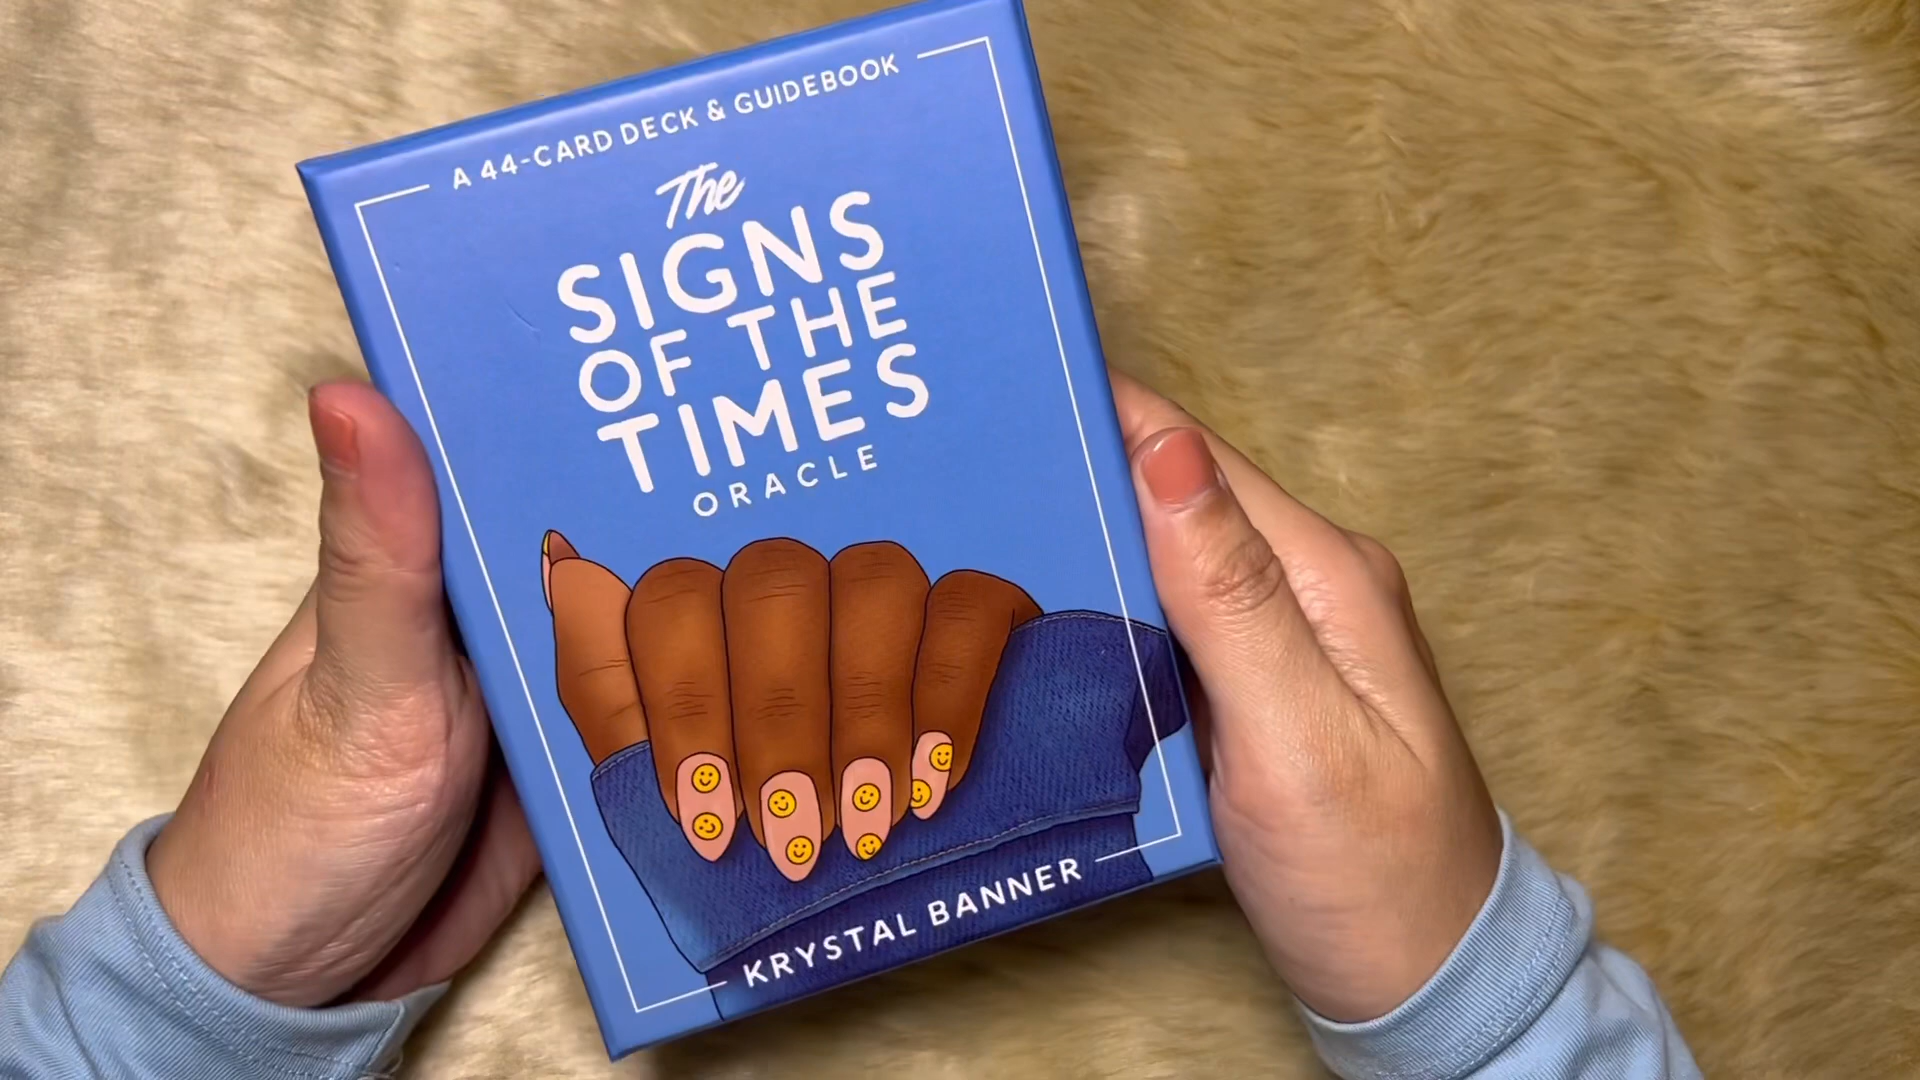 A 44-CARD DECK & GUIDEBOOK
The
SIGNS
OF THE
TIMES
ORACLE
KRYSTAL BANNER